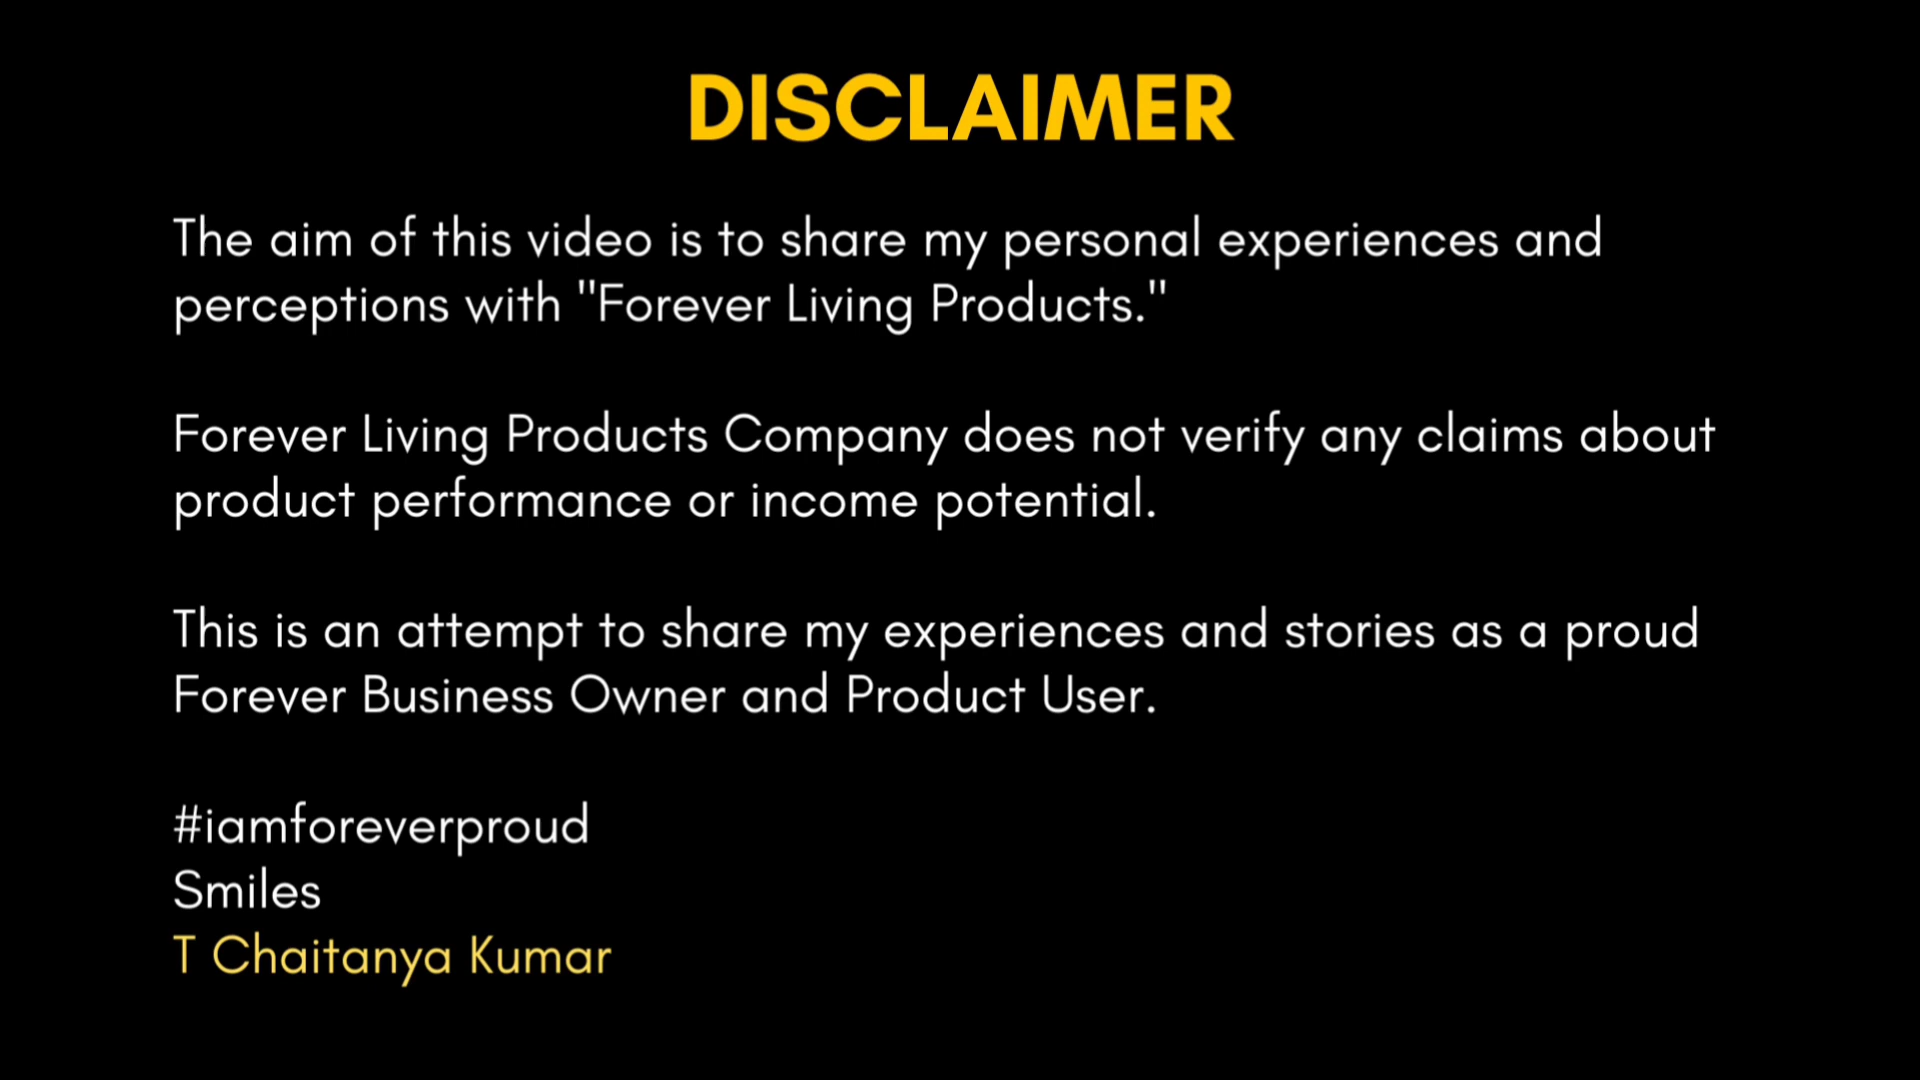 DISCLAIMER
The aim of this video is to share my personal experiences and
perceptions with "Forever Living Products."
Forever Living Products Company does not verify any claims about
product performance or income potential.
This is an attempt to share my experiences and stories as a proud
Forever Business Owner and Product User.
#iamforeverproud
Smiles
T Chaitanya Kumar